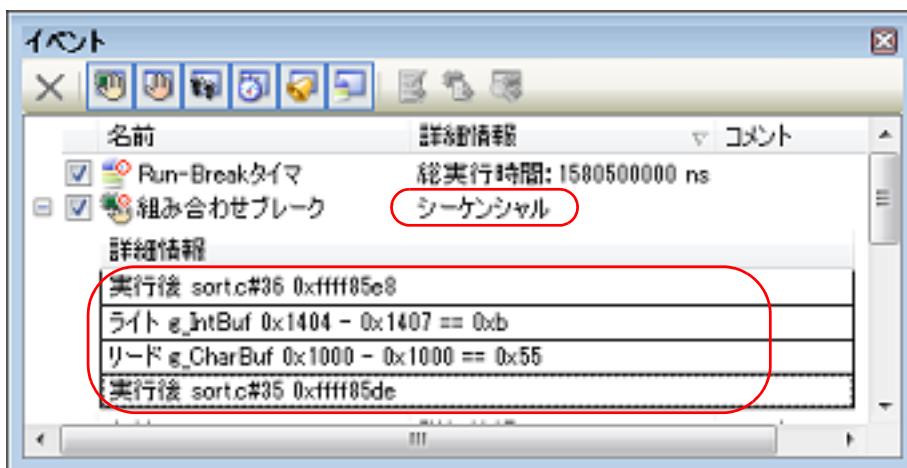 イベント
名前 詳細情報 コメント
Run-Breakタイマ 総実行時間: 1580500000 ns
組み合わせブレーク シーケンシャル
詳細情報
実行後 sort.c#36 0xffff85e8
ライト g_IntBuf 0x1404 - 0x1407 == 0xb
リード g_CharBuf 0x1000 - 0x1000 == 0x55
実行後 sort.c#35 0xffff85de